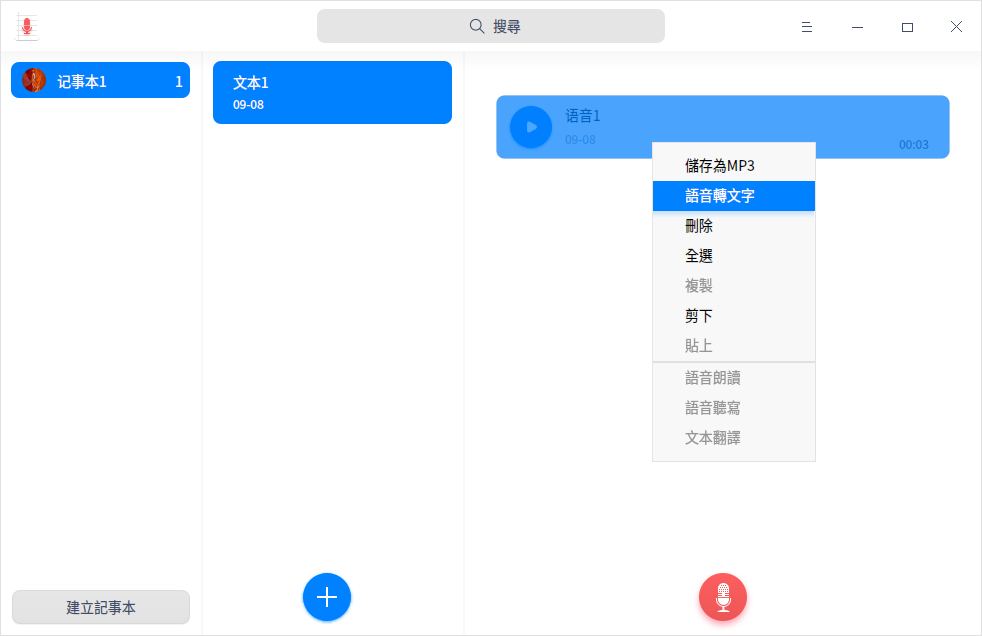 搜尋
记事本1
1
文本1
09-08
语音1
09-08
00:03
儲存為MP3
語音轉文字
刪除
全選
複製
剪下
貼上
語音朗讀
語音聽寫
文本翻譯
建立記事本